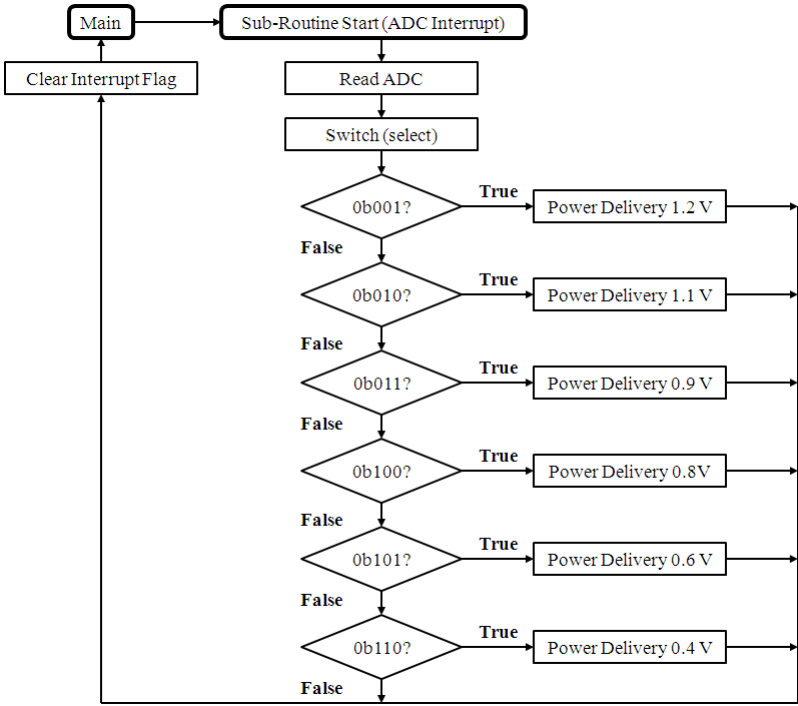 Main
Sub-Routine Start (ADC Interrupt)
Clear Interrupt Flag
Read ADC
Switch (select)
0b001?
True
Power Delivery 1.2 V
False
0b010?
True
Power Delivery 1.1 V
False
0b011?
True
Power Delivery 0.9 V
False
0b100?
True
Power Delivery 0.8V
False
0b101?
True
Power Delivery 0.6 V
False
0b110?
True
Power Delivery 0.4 V
False